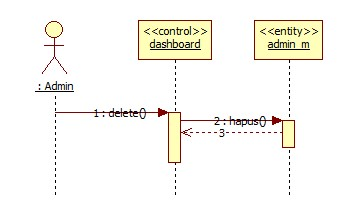 <<control>>
dashboard
<<entity>>
admin_m
: Admin
1 : delete()
2 : hapus()
3